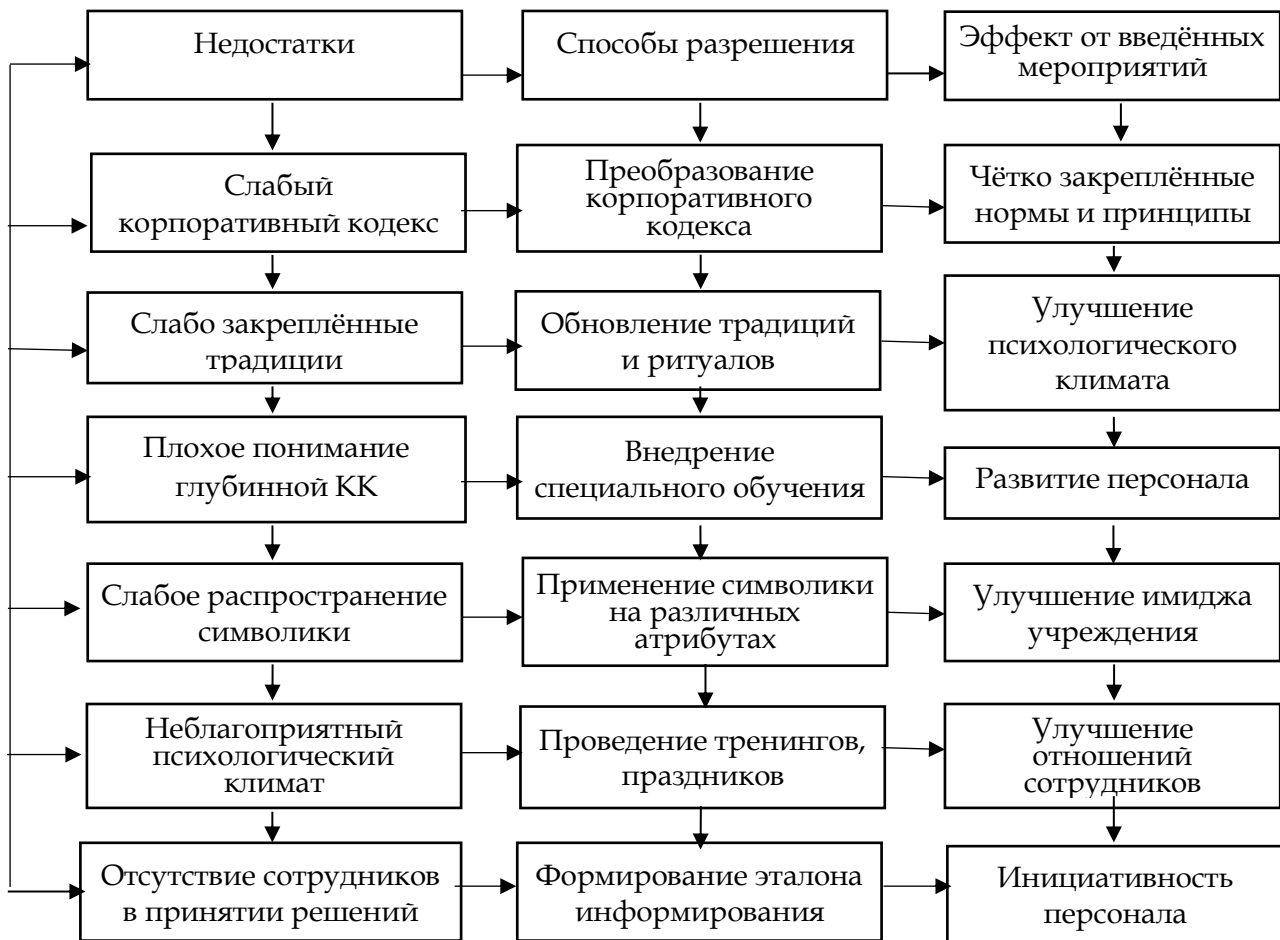 Недостатки
Способы разрешения
Эффект от введённых
мероприятий
Слабый
корпоративный кодекс
Преобразование
корпоративного
кодекса
Чётко закреплённые
нормы и принципы
Слабо закреплённые
традиции
Обновление традиций
и ритуалов
Улучшение
психологического
климата
Плохое понимание
глубинной КК
Внедрение
специального обучения
Развитие персонала
Слабое распространение
символики
Применение символики
на различных
атрибутах
Улучшение имиджа
учреждения
Неблагоприятный
психологический
климат
Проведение тренингов,
праздников
Улучшение
отношений
сотрудников
Отсутствие сотрудников
в принятии решений
Формирование эталона
информирования
Инициативность
персонала